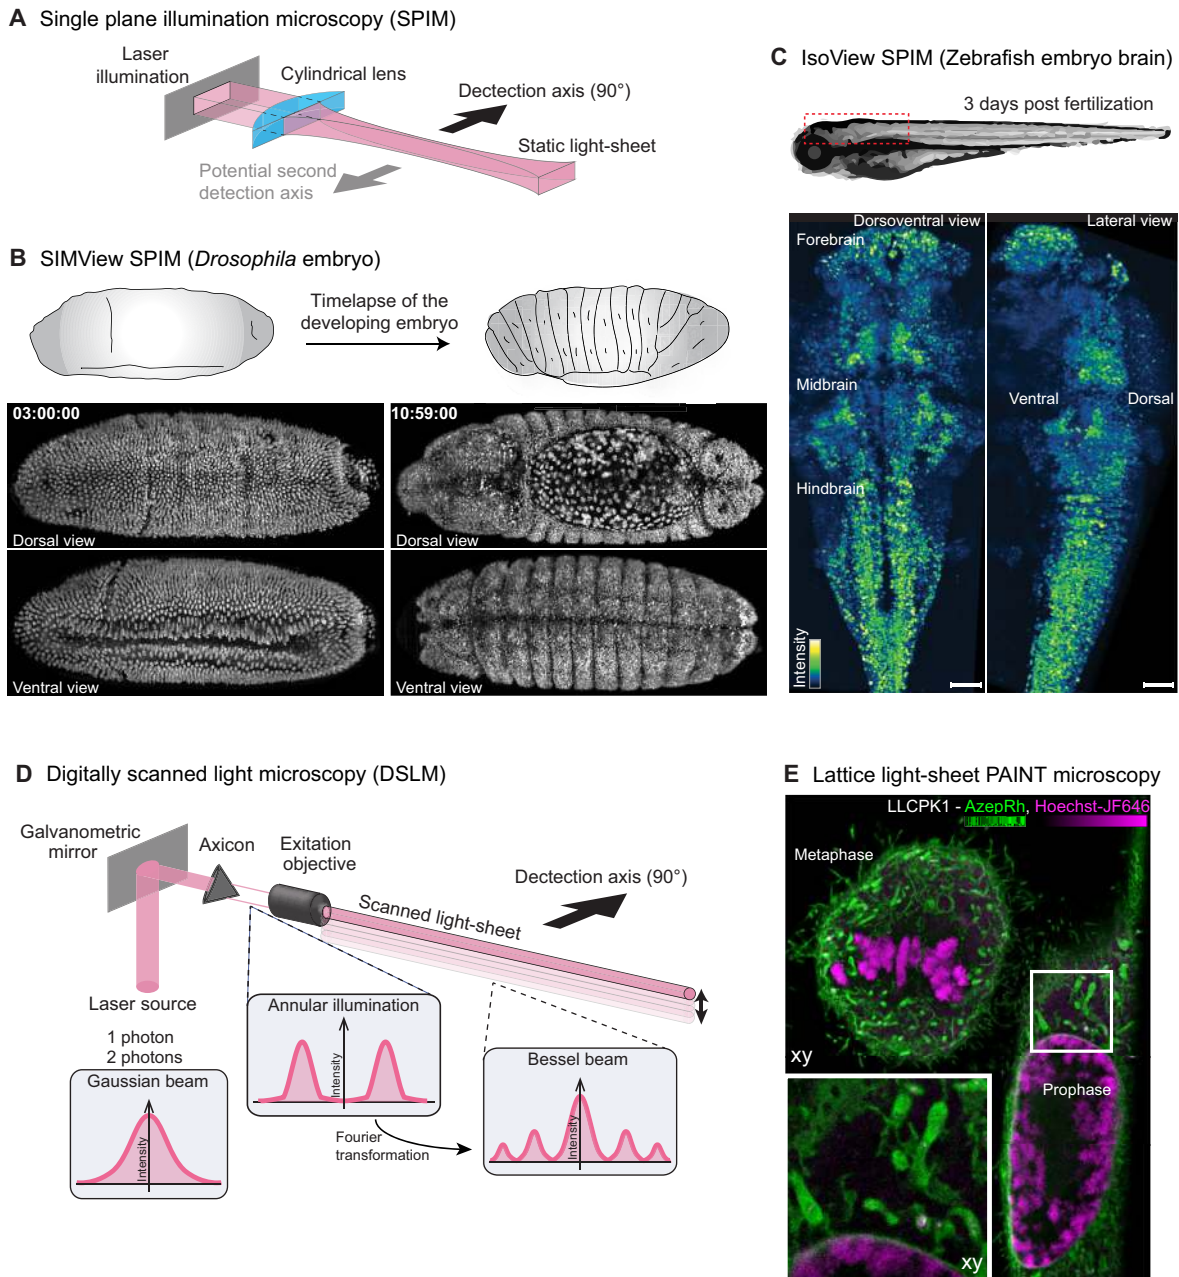 A Single plane illumination microscopy (SPIM)
Laser
illumination
Cylindrical lens
Dectection axis (90°)
Static light-sheet
Potential second
detection axis
B SIMView SPIM (Drosophila embryo)
Timelapse of the
developing embryo
03:00:00
10:59:00
Dorsal view
Dorsal view
Ventral view
Ventral view
C IsoView SPIM (Zebrafish embryo brain)
3 days post fertilization
Dorsoventral view
Lateral view
Forebrain
Midbrain
Ventral
Dorsal
Hindbrain
Intensity
D Digitally scanned light microscopy (DSLM)
Galvanometric
mirror
Axicon
Exitation
objective
Dectection axis (90°)
Scanned light-sheet
Laser source
1 photon
2 photons
Gaussian beam
Intensity
Annular illumination
Intensity
Fourier
transformation
Bessel beam
Intensity
E Lattice light-sheet PAINT microscopy
LLCPK1 - AzepRh, Hoechst-JF646
Metaphase
xy
Prophase
xy